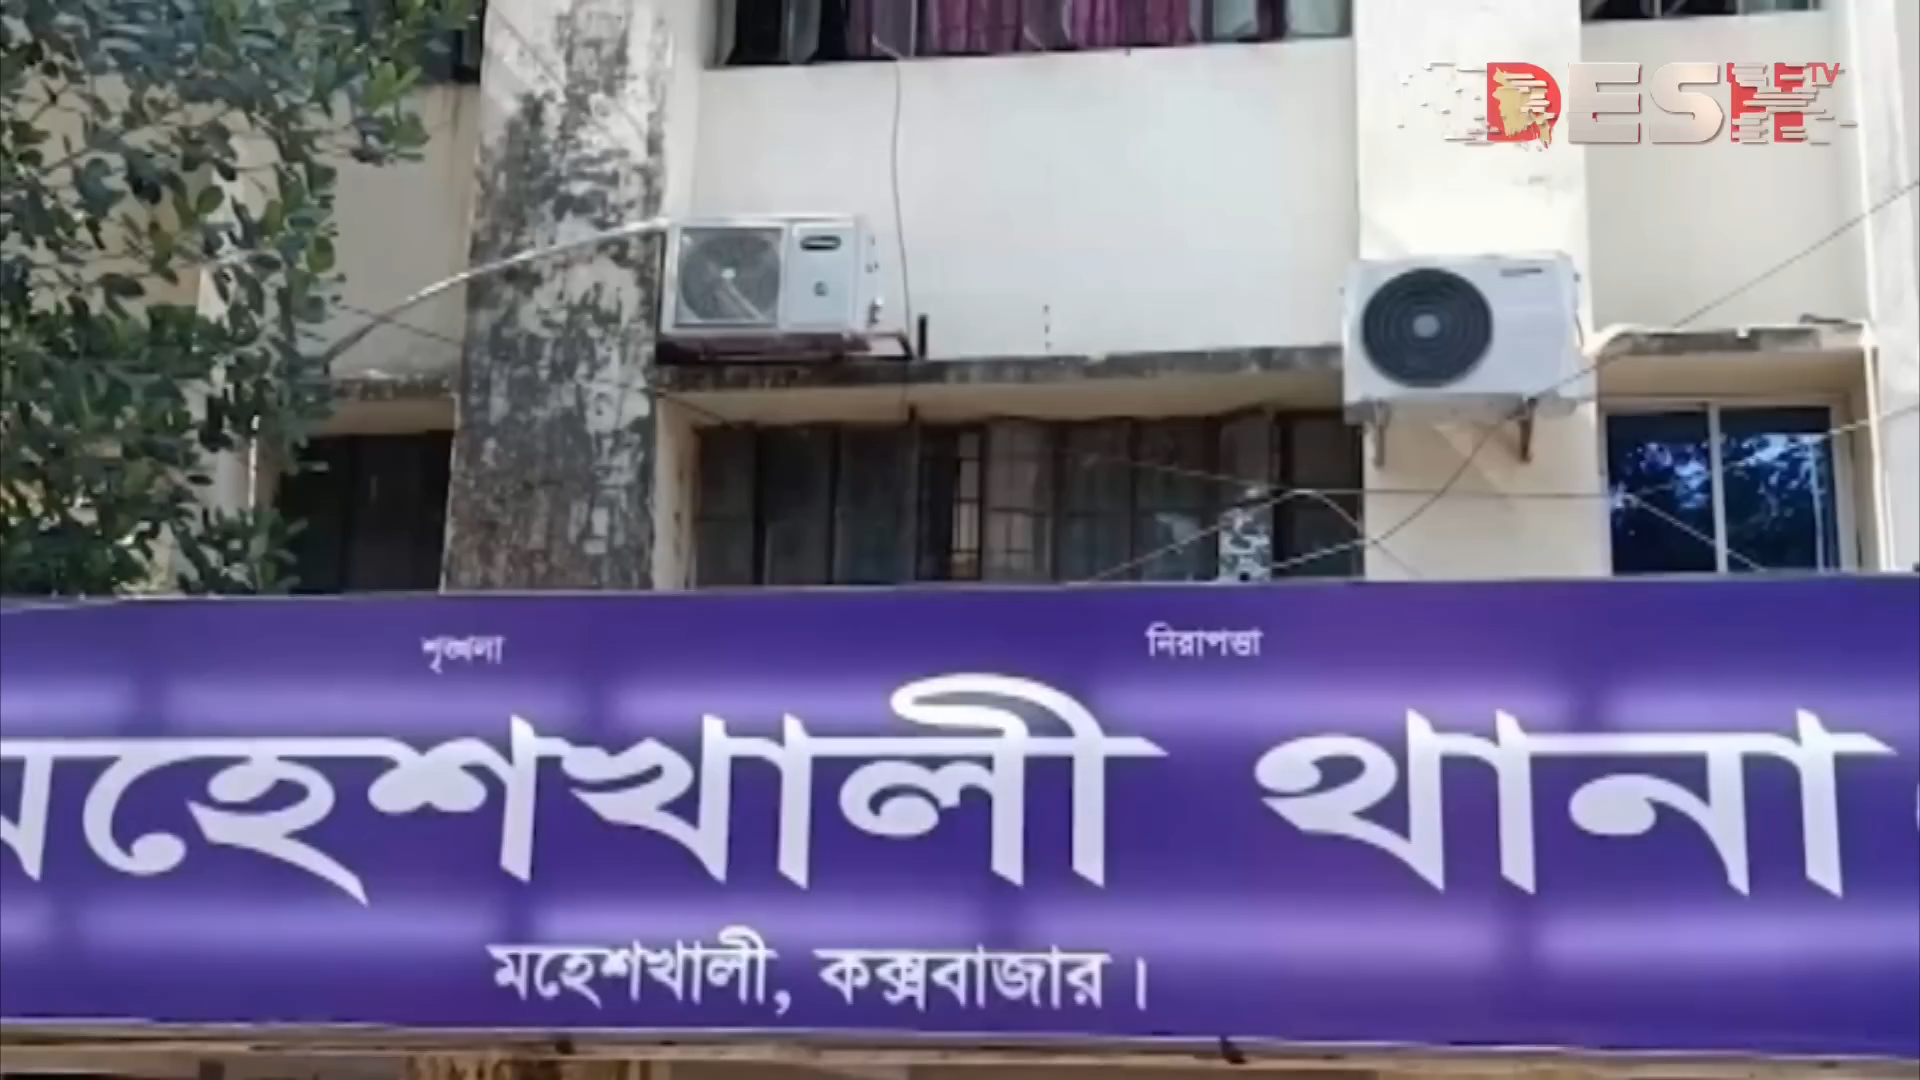 DESH TV
শৃঙ্খলা নিরাপত্তা
মহেশখালী থানা
মহেশখালী, কক্সবাজার।